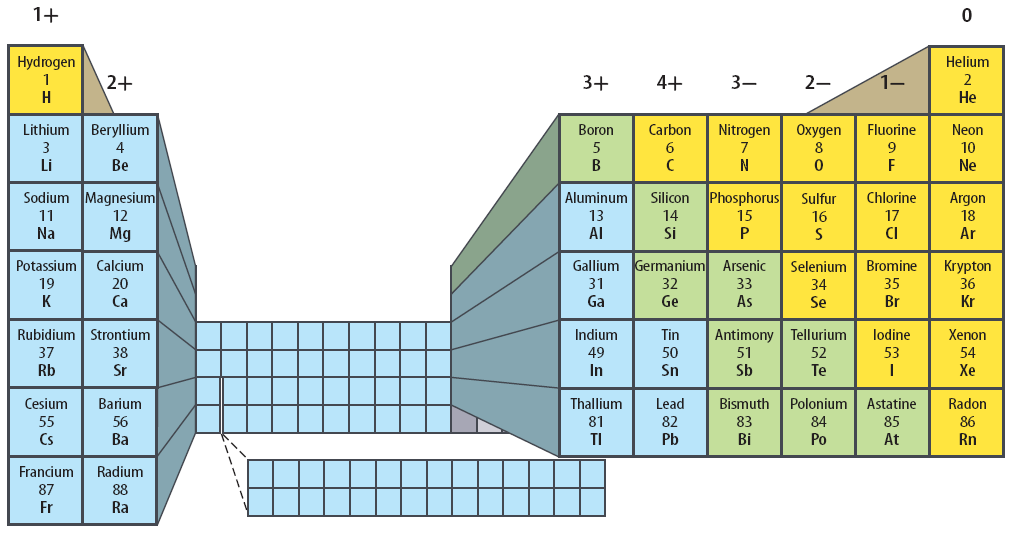 1+
0
2+
3+
4+
3−
2−
1−
Hydrogen
1
H
Helium
2
He
Lithium
3
Li
Beryllium
4
Be
Boron
5
B
Carbon
6
C
Nitrogen
7
N
Oxygen
8
O
Fluorine
9
F
Neon
10
Ne
Sodium
11
Na
Magnesium
12
Mg
Aluminum
13
Al
Silicon
14
Si
Phosphorus
15
P
Sulfur
16
S
Chlorine
17
Cl
Argon
18
Ar
Potassium
19
K
Calcium
20
Ca
Gallium
31
Ga
Germanium
32
Ge
Arsenic
33
As
Selenium
34
Se
Bromine
35
Br
Krypton
36
Kr
Rubidium
37
Rb
Strontium
38
Sr
Indium
49
In
Tin
50
Sn
Antimony
51
Sb
Tellurium
52
Te
Iodine
53
I
Xenon
54
Xe
Cesium
55
Cs
Barium
56
Ba
Thallium
81
Tl
Lead
82
Pb
Bismuth
83
Bi
Polonium
84
Po
Astatine
85
At
Radon
86
Rn
Francium
87
Fr
Radium
88
Ra